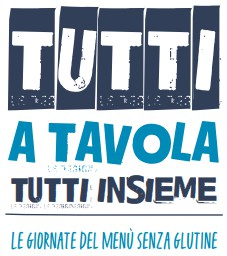 TUTTI
A TAVOLA
TUTTI INSIEME
LE GIORNATE DEL MENÙ SENZA GLUTINE